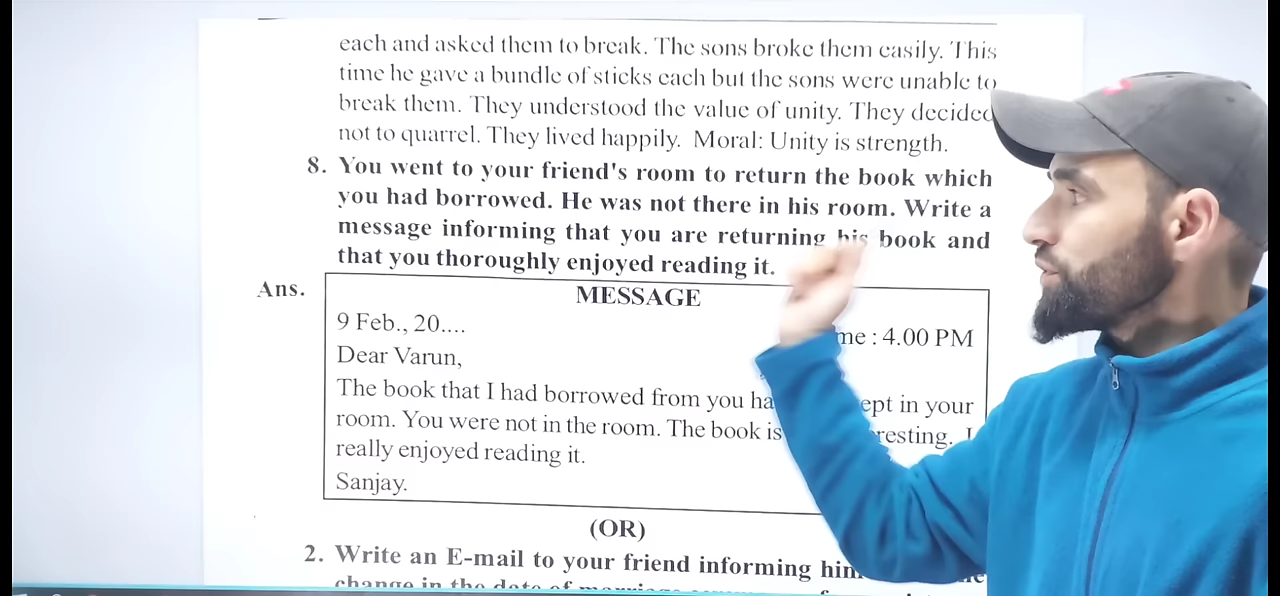 each and asked them to break. The sons broke them easily. This
time he gave a bundle of sticks each but the sons were unable to
break them. They understood the value of unity. They decided
not to quarrel. They lived happily. Moral: Unity is strength.
8. You went to your friend's room to return the book which
you had borrowed. He was not there in his room. Write a
message informing that you are returning his book and
that you thoroughly enjoyed reading it.
Ans.
MESSAGE
9 Feb., 20.... : 4.00 PM
Dear Varun,
The book that I had borrowed from you in your
room. You were not in the room. The book is I
really enjoyed reading it.
Sanjay.
(OR)
2. Write an E-mail to your friend informing
change in the date of